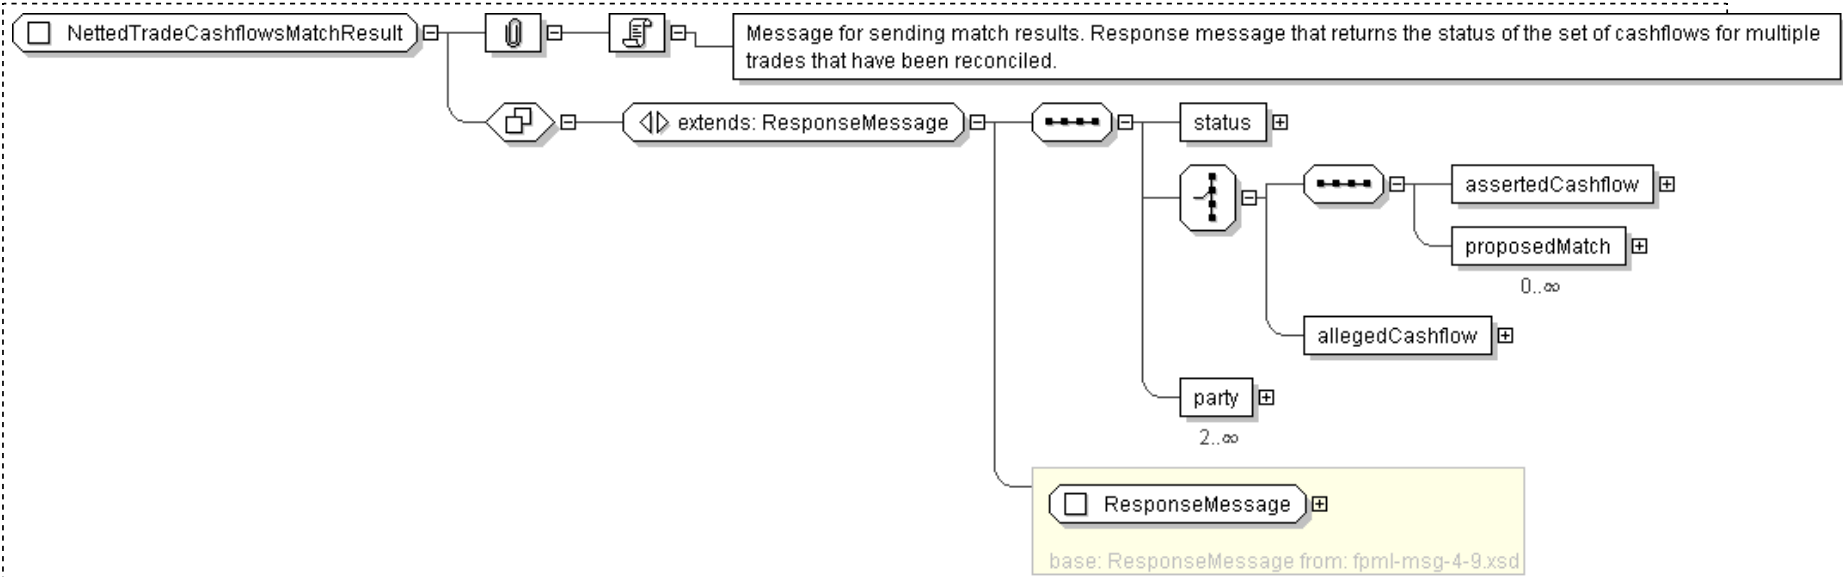 NettedTradeCashflowsMatchResult
Message for sending match results. Response message that returns the status of the set of cashflows for multiple
trades that have been reconciled.
extends: ResponseMessage
status
assertedCashflow
proposedMatch
0..∞
allegedCashflow
party
2..∞
ResponseMessage
base: ResponseMessage from: fpml-msg-4-9.xsd